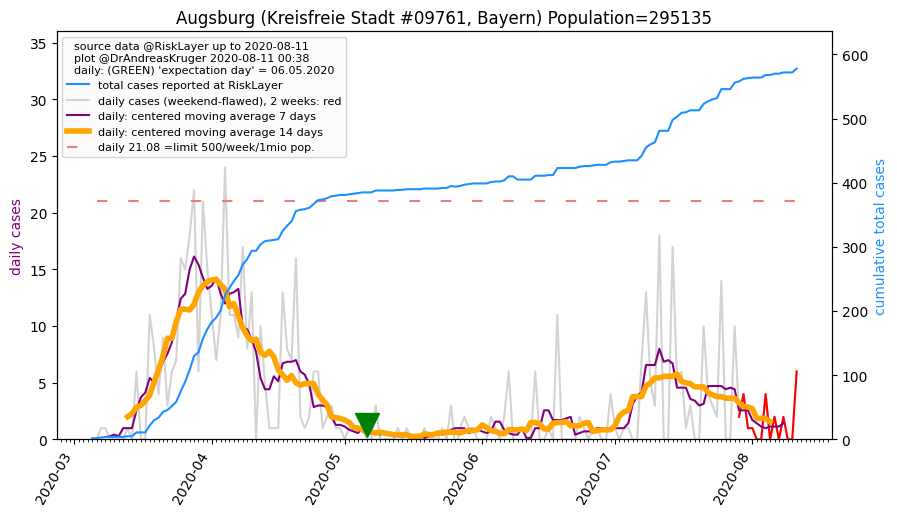 Augsburg (Kreisfreie Stadt #09761, Bayern) Population=295135
source data @RiskLayer up to 2020-08-11
plot @DrAndreasKruger 2020-08-11 00:38
daily: (GREEN) 'expectation day' = 06.05.2020
total cases reported at RiskLayer
daily cases (weekend-flawed), 2 weeks: red
daily: centered moving average 7 days
daily: centered moving average 14 days
daily 21.08 =limit 500/week/1mio pop.
daily cases
35
30
25
20
15
10
5
0
cumulative total cases
600
500
400
300
200
100
0
2020-03
2020-04
2020-05
2020-06
2020-07
2020-08